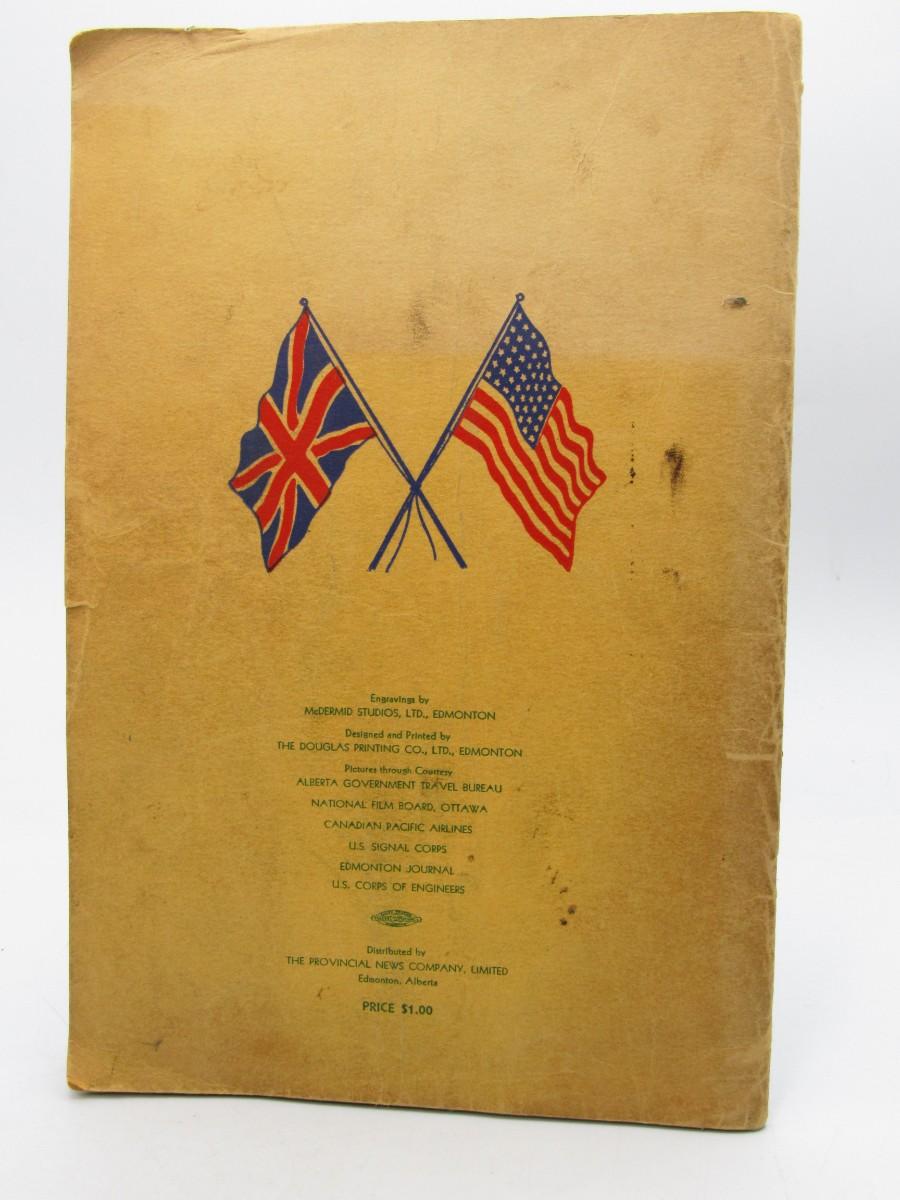 Engravings by
McDERMID STUDIOS, LTD., EDMONTON
Designed and Printed by
THE DOUGLAS PRINTING CO., LTD., EDMONTON
Pictures through Courtesy
ALBERTA GOVERNMENT TRAVEL BUREAU
NATIONAL FILM BOARD, OTTAWA
CANADIAN PACIFIC AIRLINES
U.S. SIGNAL CORPS
EDMONTON JOURNAL
U.S. CORPS OF ENGINEERS
Distributed by
THE PROVINCIAL NEWS COMPANY, LIMITED
Edmonton, Alberta
PRICE $1.00